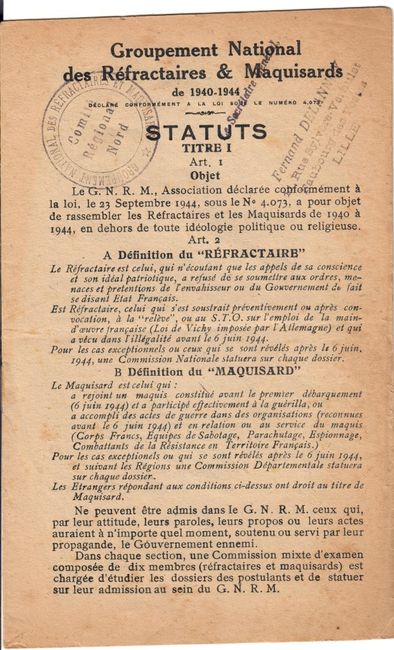 Groupement National
des Réfractaires & Maquisards
de 1940-1944
DÉCLARÉ CONFORMÉMENT A LA LOI SOUS LE NUMÉRO 4.073
GROUPEMENT NATIONAL DES RÉFRACTAIRES ET MAQUISARDS
Comité
Régional
Nord
Secrétaire Général
Fernand
Rue
LILLE
STATUTS
TITRE I
Art. 1
Objet
Le G. N. R. M., Association déclarée conformément à
la loi, le 23 Septembre 1944, sous le No 4.073, a pour objet
de rassembler les Réfractaires et les Maquisards de 1940 à
1944, en dehors de toute idéologie politique ou religieuse.
Art. 2
A Définition du "RÉFRACTAIRE"
Le Réfractaire est celui, qui n'écoutant que les appels de sa conscience
et son idéal patriotique, a refusé de se soumettre aux ordres, me-
naces et pretentions de l'envahisseur ou du Gouvernement de fait
se disant Etat Français.
Est Réfractaire, celui qui s'est soustrait préventivement ou après con-
vocation, à la "relève", ou au S.T.O. sur l'emploi de la main-
d'œuvre française (Loi de Vichy imposée par l'Allemagne) et qui
a vécu dans l'illégalité avant le 6 juin 1944.
Pour les cas exceptionnels ou ceux qui se sont révélés après le 6 juin,
1944, une Commission Nationale statuera sur chaque dossier.
B Définition du "MAQUISARD"
Le Maquisard est celui qui :
a rejoint un maquis constitué avant le premier débarquement
(6 juin 1944) et a participé effectivement à la guérilla, ou
a accompli des actes de guerre dans des organisations (reconnues
avant le 6 juin 1944) et en relation ou au service du maquis
(Corps Francs, Equipes de Sabotage, Parachutage, Espionnage,
Combattants de la Résistance en Territoire Français.)
Pour les cas exceptionels ou qui se sont révélés après le 6 juin 1944,
et suivant les Régions une Commission Départementale statuera
sur chaque dossier.
Les Etrangers répondant aux conditions ci-dessus ont droit au titre de
Maquisard.
Ne peuvent être admis dans le G. N. R. M. ceux qui,
par leur attitude, leurs paroles, leurs propos ou leurs actes
auraient à n'importe quel moment, soutenu ou servi par leur
propagande, le Gouvernement ennemi.
Dans chaque section, une Commission mixte d'examen
composée de dix membres (réfractaires et maquisards) est
chargée d'étudier les dossiers des postulants et de statuer
sur leur admission au sein du G. N. R. M.